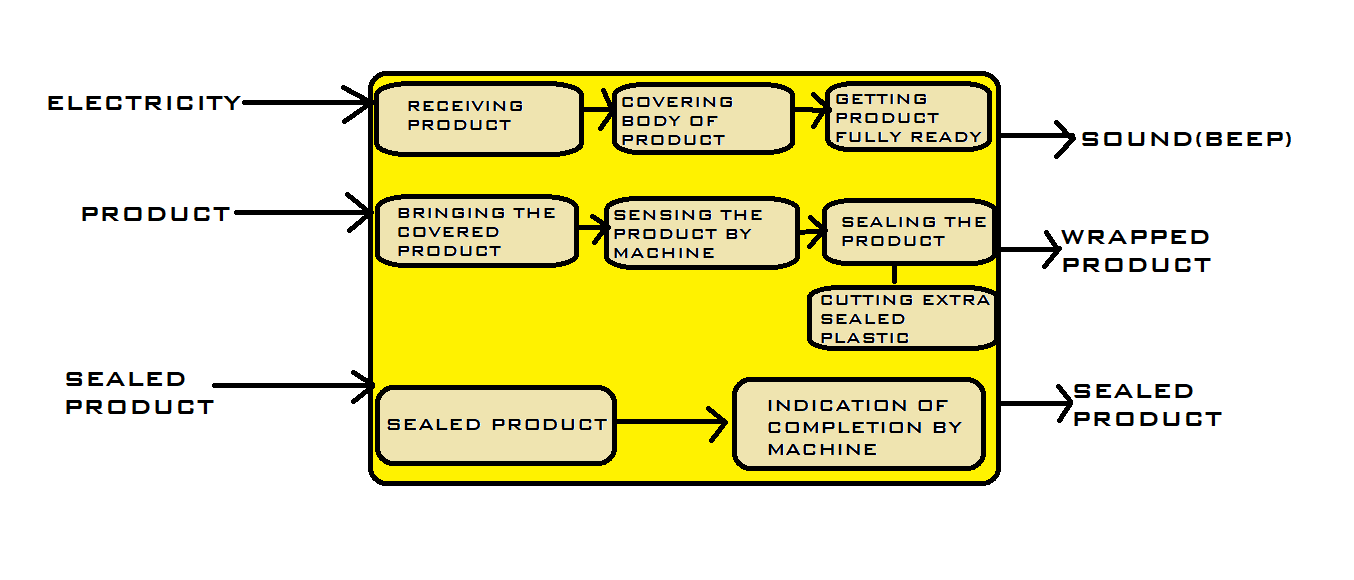 ELECTRICITY
RECEIVING
PRODUCT
COVERING
BODY OF
PRODUCT
GETTING
PRODUCT
FULLY READY
SOUND(BEEP)
PRODUCT
BRINGING THE
COVERED
PRODUCT
SENSING THE
PRODUCT BY
MACHINE
SEALING THE
PRODUCT
WRAPPED
PRODUCT
CUTTING EXTRA
SEALED
PLASTIC
SEALED
PRODUCT
SEALED PRODUCT
INDICATION OF
COMPLETION BY
MACHINE
SEALED
PRODUCT